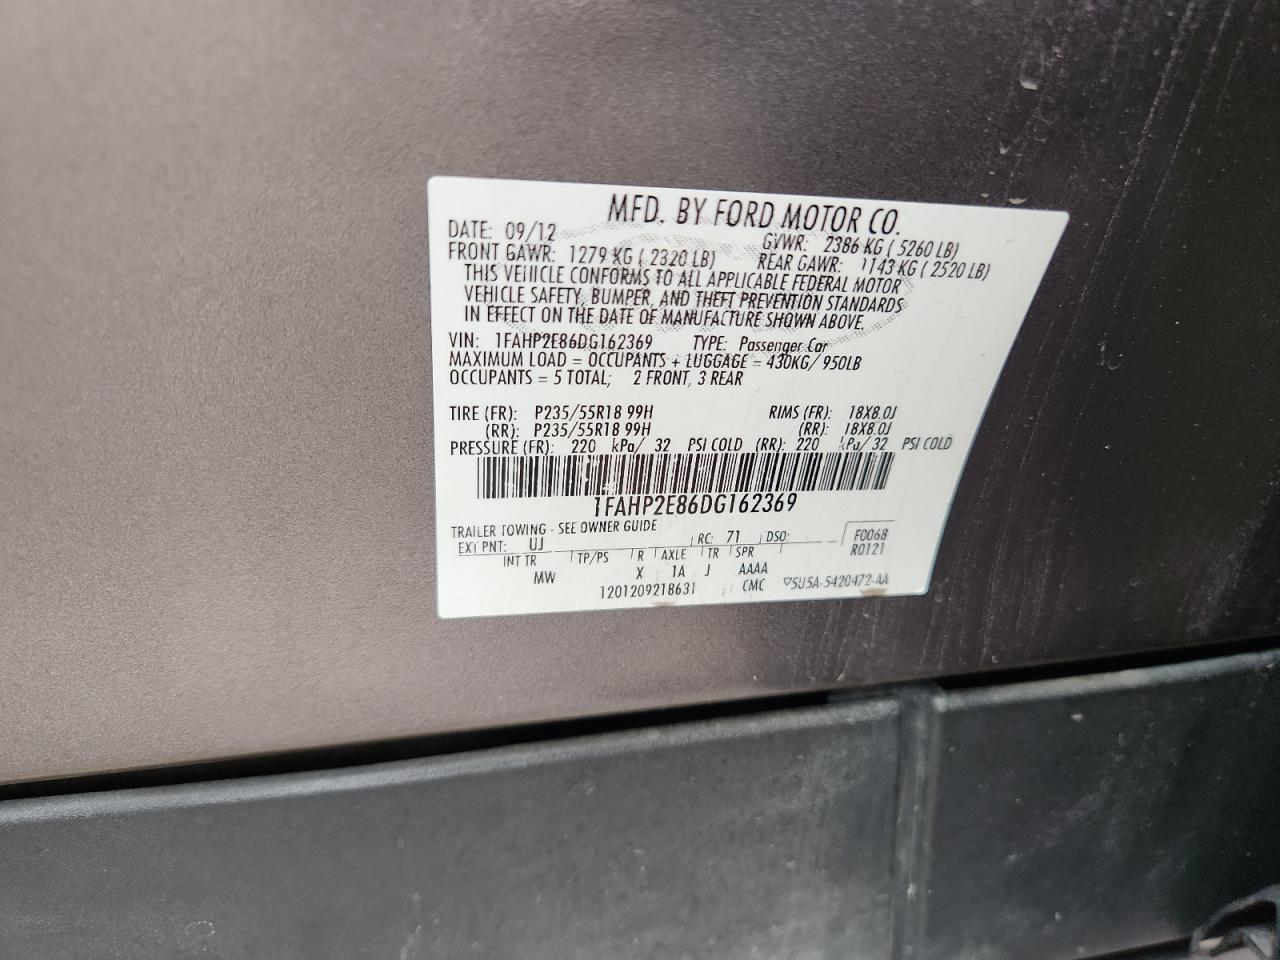 MFD. BY FORD MOTOR CO.
DATE: 09/12 GVWR: 2386 KG ( 5260 LB)
FRONT GAWR: 1279 KG ( 2320 LB) REAR GAWR: 1143 KG ( 2520 LB)
THIS VEHICLE CONFORMS TO ALL APPLICABLE FEDERAL MOTOR
VEHICLE SAFETY, BUMPER, AND THEFT PREVENTION STANDARDS
IN EFFECT ON THE DATE OF MANUFACTURE SHOWN ABOVE.
VIN: 1FAHP2E86DG162369 TYPE: Passenger Car
MAXIMUM LOAD = OCCUPANTS + LUGGAGE = 430KG/ 950LB
OCCUPANTS = 5 TOTAL; 2 FRONT, 3 REAR
TIRE (FR): P235/55R18 99H RIMS (FR): 18X8.0J
(RR): P235/55R18 99H (RR): 18X8.0J
PRESSURE (FR): 220 kPa/ 32 PSI COLD (RR): 220 kPa/ 32 PSI COLD
1FAHP2E86DG162369
TRAILER TOWING - SEE OWNER GUIDE
EXT PNT: UJ RC: 71 DSO: F0068
R0121
INT TR TP/PS R AXLE TR SPR
MW X 1A J AAAA
1201209218631 CMC 5U5A-5420472-AA